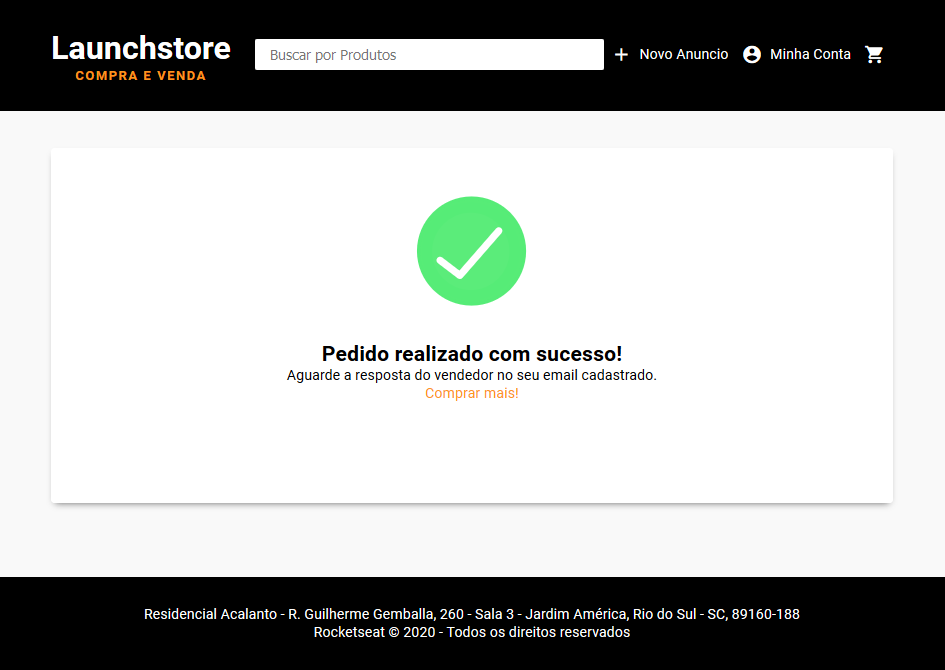 Launchstore
COMPRA E VENDA
Buscar por Produtos
Novo Anuncio
Minha Conta
Pedido realizado com sucesso!
Aguarde a resposta do vendedor no seu email cadastrado.
Comprar mais!
Residencial Acalanto - R. Guilherme Gemballa, 260 - Sala 3 - Jardim América, Rio do Sul - SC, 89160-188
Rocketseat © 2020 - Todos os direitos reservados